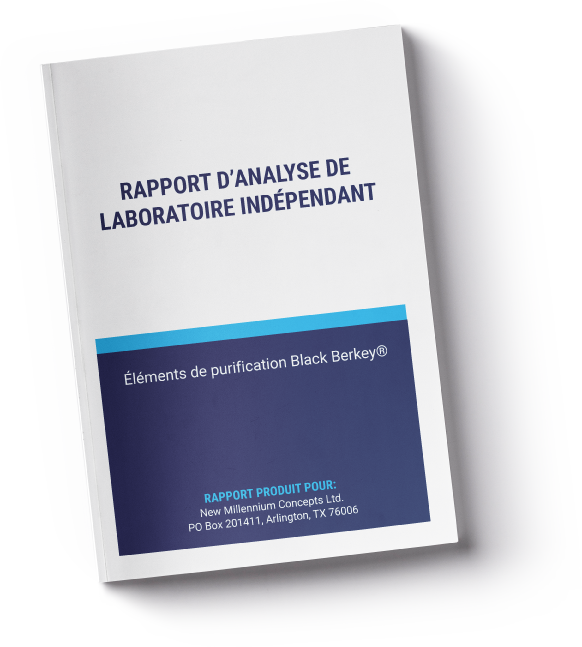 RAPPORT D'ANALYSE DE
LABORATOIRE INDÉPENDANT
Éléments de purification Black Berkey®
RAPPORT PRODUIT POUR:
New Millennium Concepts Ltd.
PO Box 201411, Arlington, TX 76006